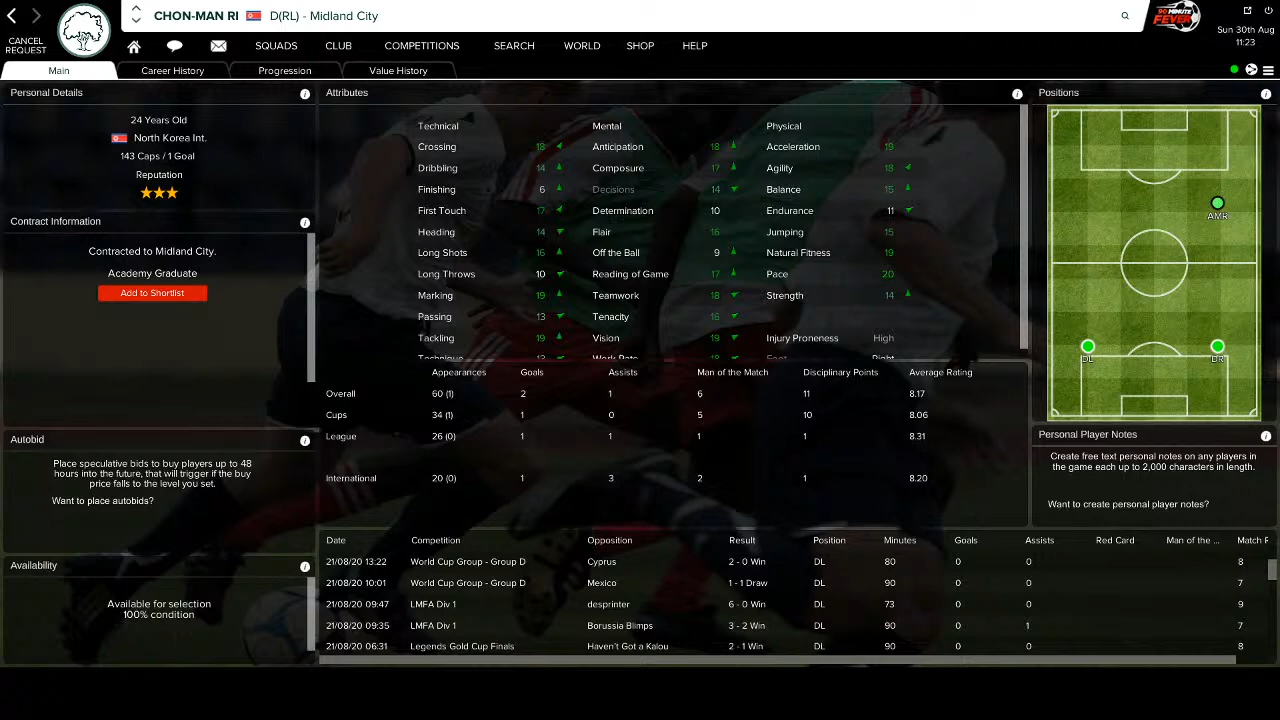 CHON-MAN RI D(RL) - Midland City
90 MINUTE
FEVER
CANCEL
REQUEST
Sun 30th Aug
11:23
SQUADS CLUB COMPETITIONS SEARCH WORLD SHOP HELP
Main Career History Progression Value History
Personal Details
24 Years Old
North Korea Int.
143 Caps / 1 Goal
Reputation
Contract Information
Contracted to Midland City.
Academy Graduate
Add to Shortlist
Autobid
Place speculative bids to buy players up to 48
hours into the future, that will trigger if the buy
price falls to the level you set.
Want to place autobids?
Availability
Available for selection
100% condition
Attributes
Technical Mental Physical
Crossing 18 Anticipation 18 Acceleration 19
Dribbling 14 Composure 17 Agility 18
Finishing 6 Decisions 14 Balance 15
First Touch 17 Determination 10 Endurance 11
Heading 14 Flair 16 Jumping 15
Long Shots 16 Off the Ball 9 Natural Fitness 19
Long Throws 10 Reading of Game 17 Pace 20
Marking 19 Teamwork 18 Strength 14
Passing 13 Tenacity 16
Tackling 19 Vision 19 Injury Proneness High
Technique 13 Work Rate 18 Foot Right
Appearances Goals Assists Man of the Match Disciplinary Points Average Rating
Overall 60 (1) 2 1 6 11 8.17
Cups 34 (1) 1 0 5 10 8.06
League 26 (0) 1 1 1 1 8.31
International 20 (0) 1 3 2 1 8.20
Date Competition Opposition Result Position Minutes Goals Assists Red Card Man of the ... Match F
21/08/20 13:22 World Cup Group - Group D Cyprus 2 - 0 Win DL 80 0 0 8
21/08/20 10:01 World Cup Group - Group D Mexico 1 - 1 Draw DL 90 0 0 7
21/08/20 09:47 LMFA Div 1 desprinter 6 - 0 Win DL 73 0 0 9
21/08/20 09:35 LMFA Div 1 Borussia Blimps 3 - 2 Win DL 90 0 1 7
21/08/20 06:31 Legends Gold Cup Finals Haven't Got a Kalou 2 - 1 Win DL 90 0 0 8
Positions
AMR
DL DR
Personal Player Notes
Create free text personal notes on any players in
the game each up to 2,000 characters in length.
Want to create personal player notes?